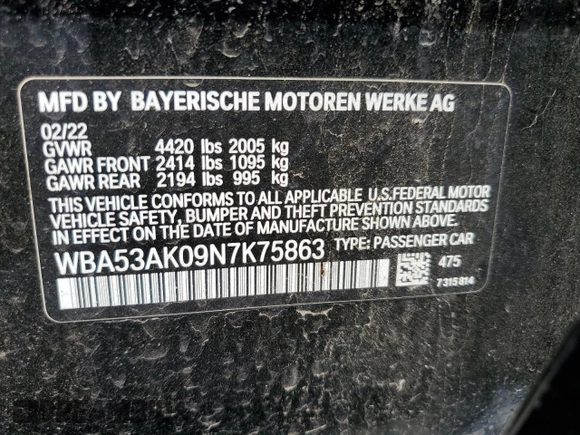 MFD BY BAYERISCHE MOTOREN WERKE AG
02/22
GVWR 4420 lbs 2005 kg
GAWR FRONT 2414 lbs 1095 kg
GAWR REAR 2194 lbs 995 kg
THIS VEHICLE CONFORMS TO ALL APPLICABLE U.S. FEDERAL MOTOR
VEHICLE SAFETY, BUMPER AND THEFT PREVENTION STANDARDS
IN EFFECT ON THE DATE OF MANUFACTURE SHOWN ABOVE.
WBA53AK09N7K75863 TYPE: PASSENGER CAR
475
7315814